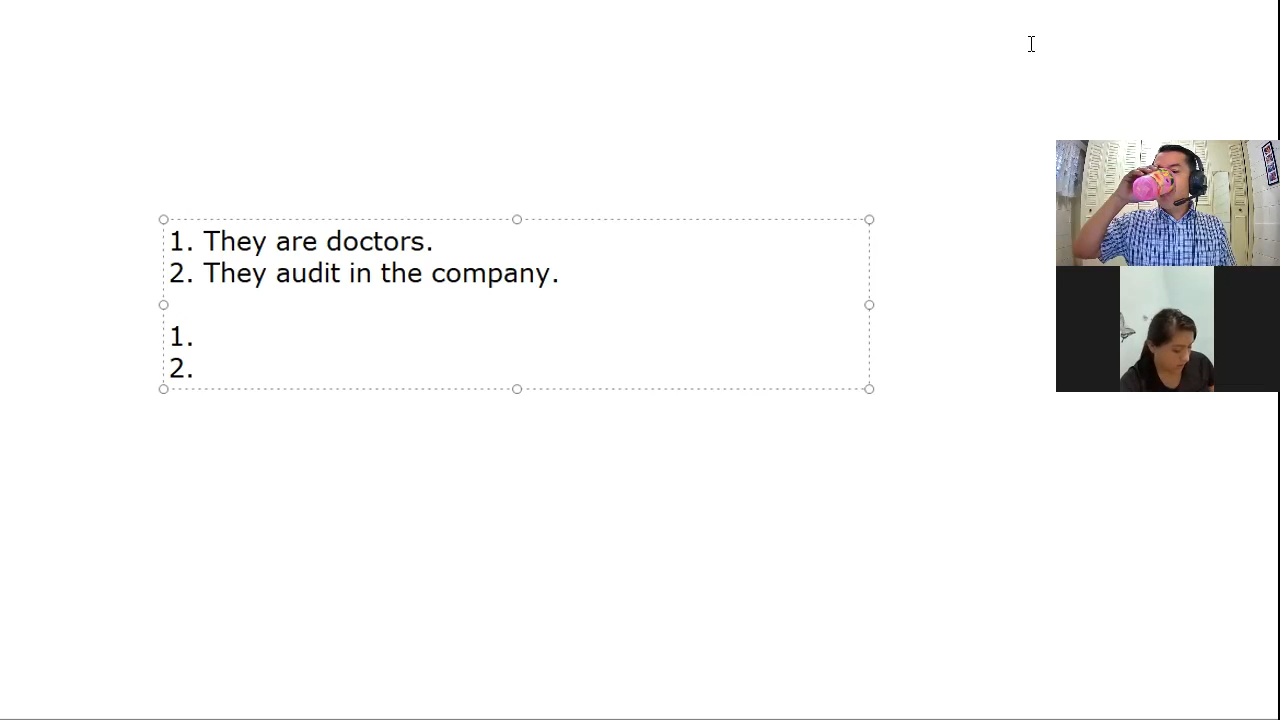 1. They are doctors.
2. They audit in the company.
1.
2.